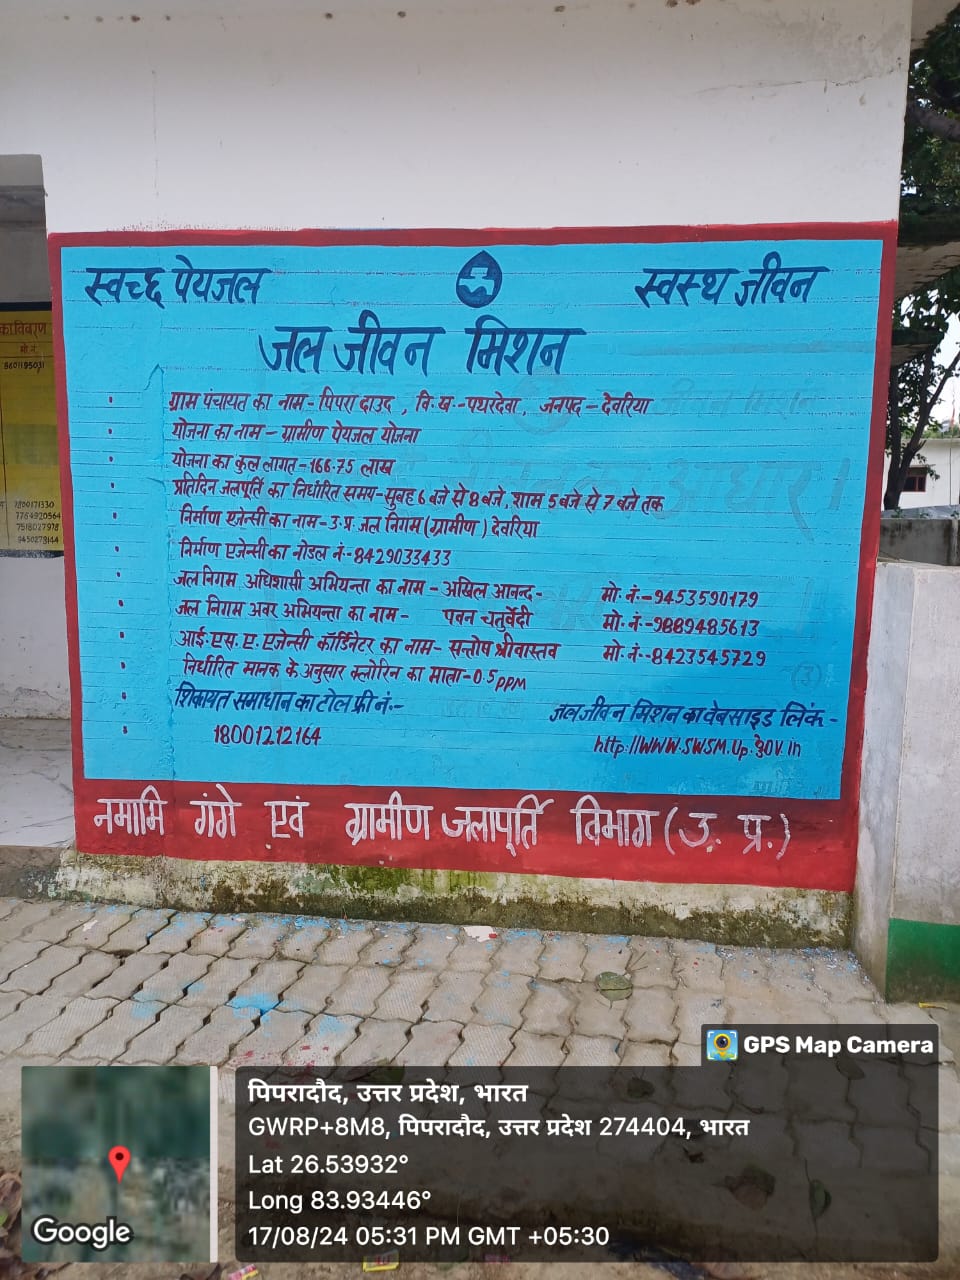 स्वच्छ पेयजल
स्वस्थ जीवन
जल जीवन मिशन
ग्राम पंचायत का नाम- पिपरा दाउद , वि.ख.-पथरदेवा, जनपद-देवरिया
योजना का नाम- ग्रामीण पेयजल योजना
योजना का कुल लागत-166.75 लाख
प्रतिदिन जलपूर्ति का निर्धारित समय-सुबह 6 बजे से 8 बजे, शाम 5 बजे से 7 बजे तक
निर्माण एजेन्सी का नाम-उ.प्र. जल निगम (ग्रामीण) देवरिया
निर्माण एजेन्सी का नोडल नं.-8429033433
जल निगम अधिशासी अभियन्ता का नाम - अखिल आनन्द- मो.नं.-9453590179
जल निगम अवर अभियन्ता का नाम- पवन चतुर्वेदी मो.नं-9889485613
आई.एस.ए. एजेन्सी कॉर्डिनेटर का नाम- सन्तोष श्रीवास्तव मो.नं.-8423545729
निर्धारित मानक के अनुसार क्लोरिन का मात्रा-0.5ppm
शिकायत समाधान का टोल फ्री नं.-
18001212164
जल जीवन मिशन का वेबसाइड लिंक-
http://www.swsm.up.gov.in
नमामि गंगे एवं ग्रामीण जलापूर्ति विभाग (उ. प्र.)
का विवरण
मो.नं.
1800171330
7764920564
7518027978
9450273144
GPS Map Camera
पिपरादौद, उत्तर प्रदेश, भारत
GWRP+8M8, पिपरादौद, उत्तर प्रदेश 274404, भारत
Lat 26.53932°
Long 83.93446°
17/08/24 05:31 PM GMT +05:30
Google